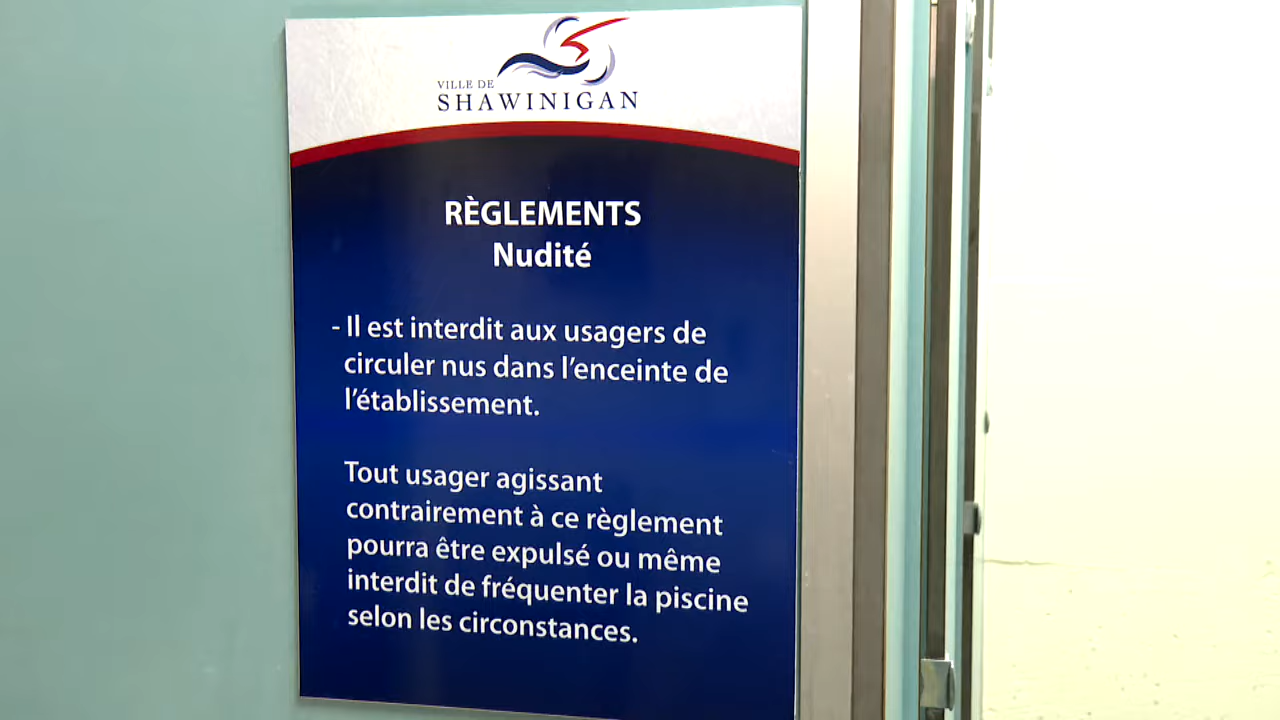 VILLE DE
SHAWINIGAN
RÈGLEMENTS
Nudité
- Il est interdit aux usagers de
circuler nus dans l'enceinte de
l'établissement.
Tout usager agissant
contrairement à ce règlement
pourra être expulsé ou même
interdit de fréquenter la piscine
selon les circonstances.